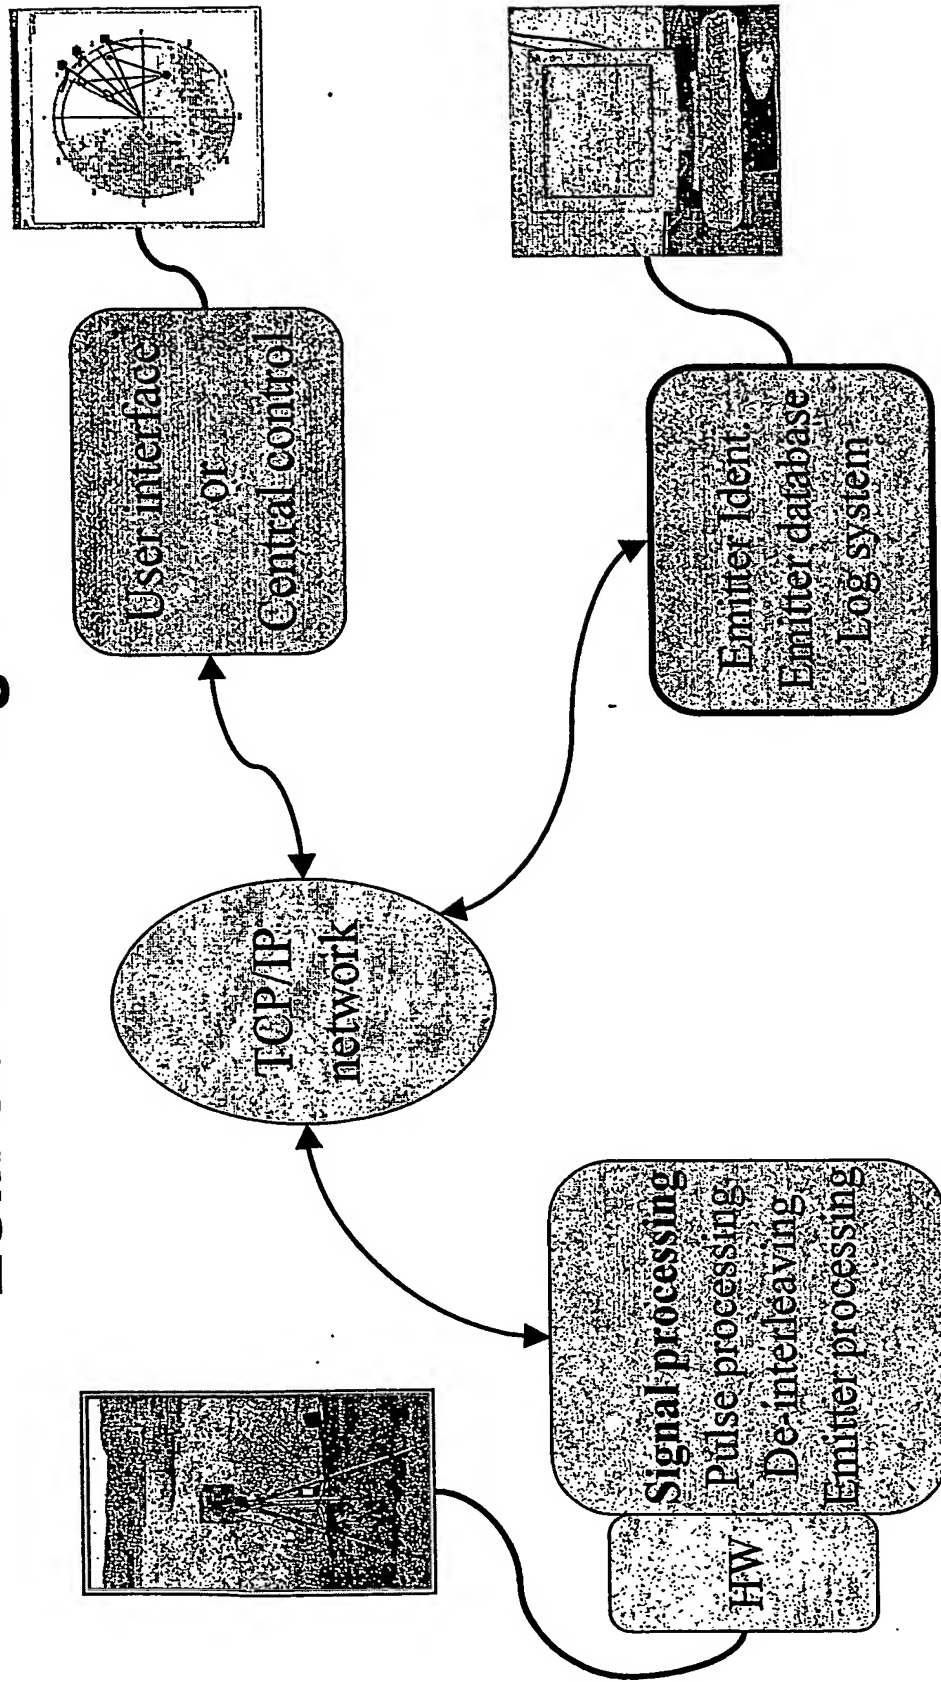 User interface
or
Central control
TCP/IP
network
Emitter Ident.
Emitter database
Log system
Signal processing
Pulse processing
De-interleaving
Emitter processing
HW